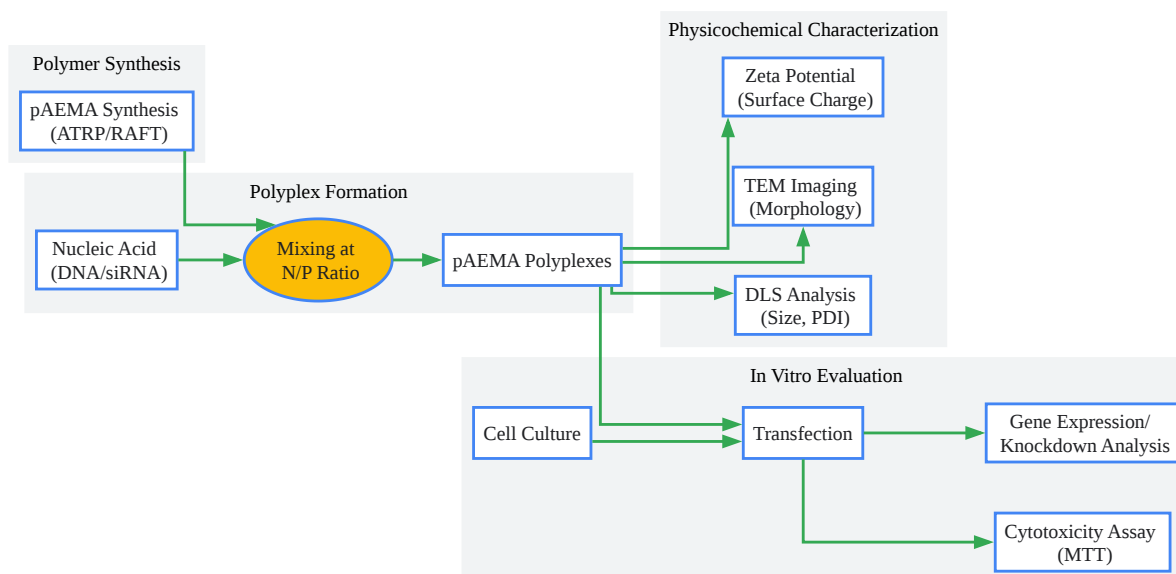 Polymer Synthesis
pAEMA Synthesis
(ATRP/RAFT)
Polyplex Formation
Nucleic Acid
(DNA/siRNA)
Mixing at
N/P Ratio
pAEMA Polyplexes
Physicochemical Characterization
Zeta Potential
(Surface Charge)
TEM Imaging
(Morphology)
DLS Analysis
(Size, PDI)
In Vitro Evaluation
Cell Culture
Transfection
Gene Expression/
Knockdown Analysis
Cytotoxicity Assay
(MTT)